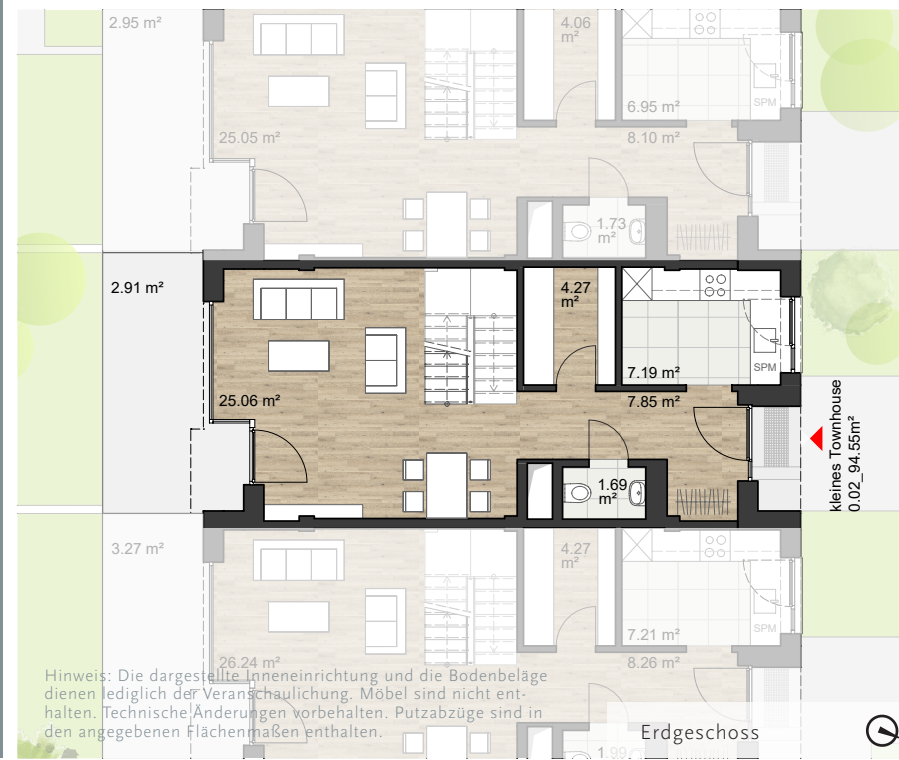 2.95 m²
4.06
m²
6.95 m²
SPM
25.05 m²
8.10 m²
1.73
m²
2.91 m²
4.27
m²
7.19 m²
SPM
25.06 m²
7.85 m²
1.69
m²
kleines Townhouse
0.02_94.55m²
3.27 m²
4.27
m²
7.21 m²
SPM
26.24 m²
8.26 m²
1.99
Hinweis: Die dargestellte Inneneinrichtung und die Bodenbeläge
dienen lediglich der Veranschaulichung. Möbel sind nicht ent-
halten. Technische Änderungen vorbehalten. Putzabzüge sind in
den angegebenen Flächenmaßen enthalten.
Erdgeschoss